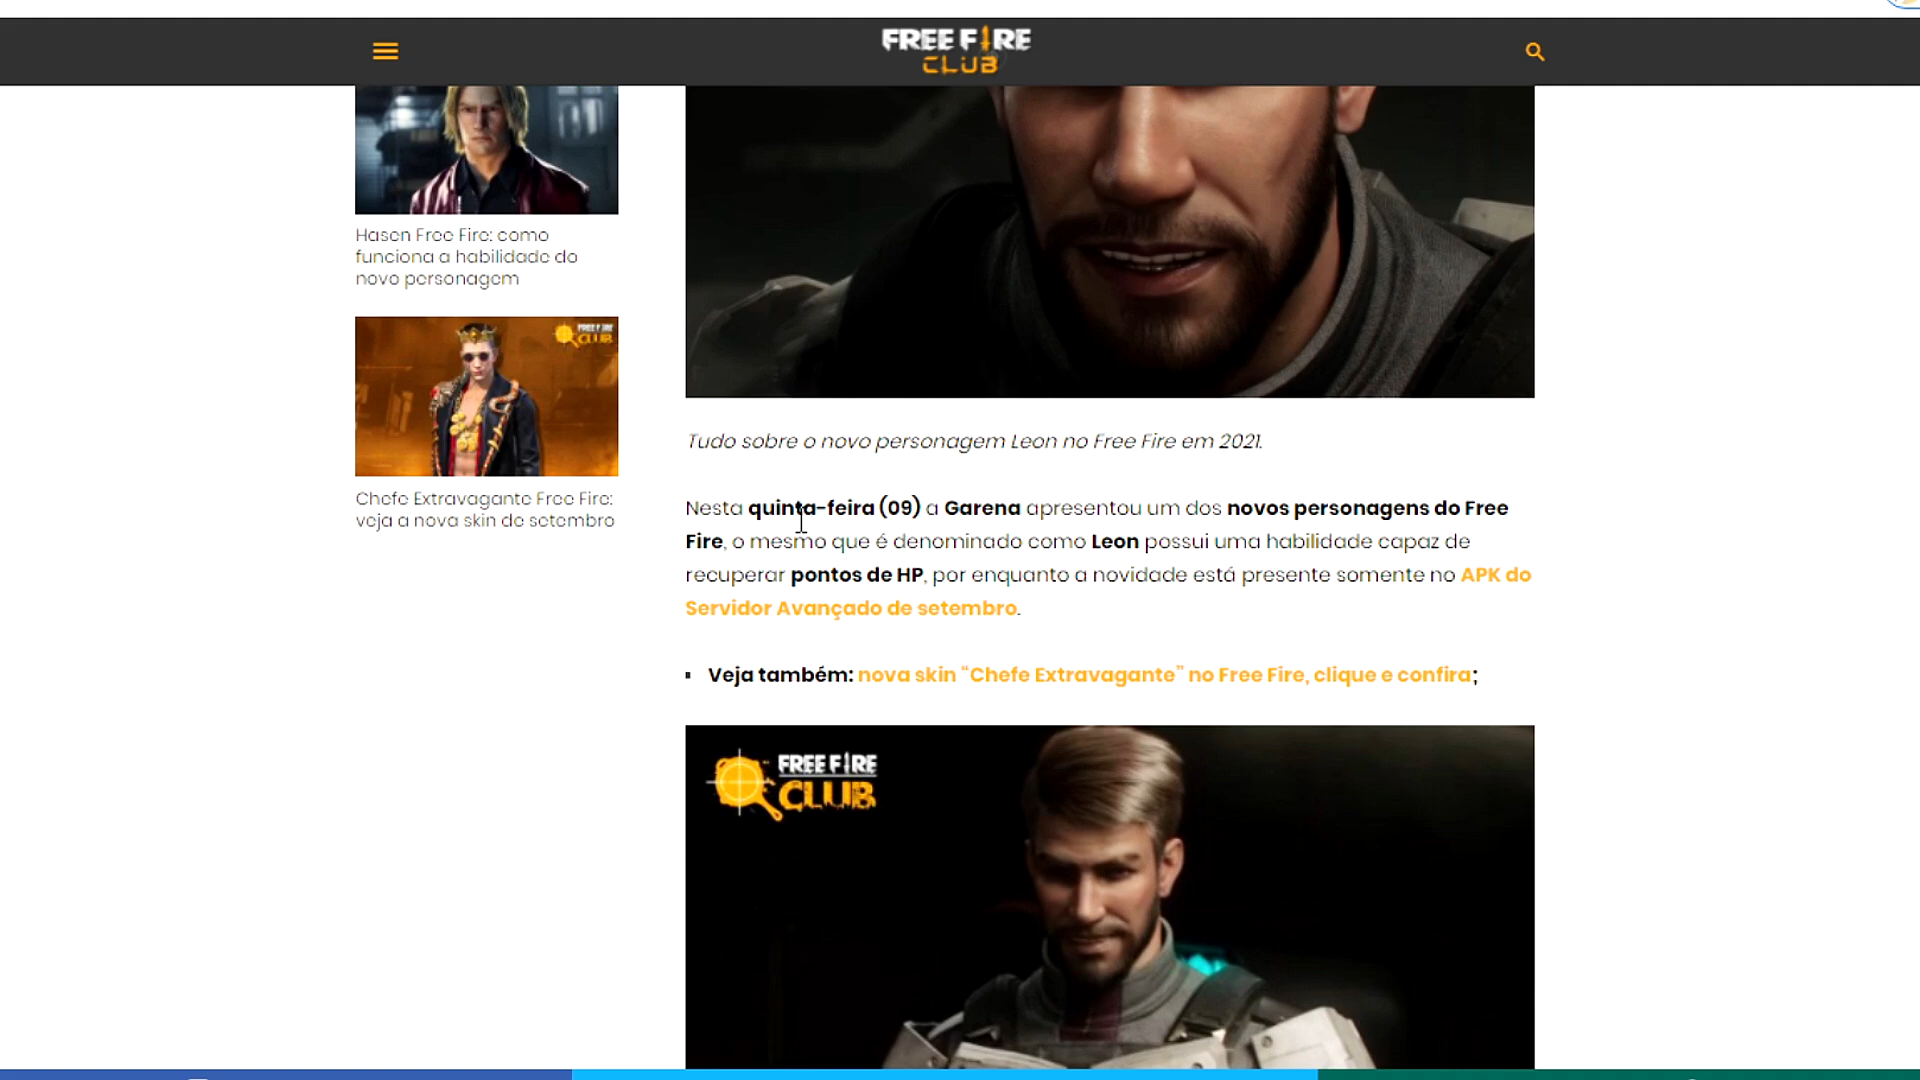 FREE FIRE
CLUB
Hasen Free Fire: como
funciona a habilidade do
novo personagem
FREE FIRE
CLUB
Chefe Extravagante Free Fire:
veja a nova skin de setembro
Tudo sobre o novo personagem Leon no Free Fire em 2021.
Nesta quinta-feira (09) a Garena apresentou um dos novos personagens do Free
Fire, o mesmo que é denominado como Leon possui uma habilidade capaz de
recuperar pontos de HP, por enquanto a novidade está presente somente no APK do
Servidor Avançado de setembro.
▪ Veja também: nova skin “Chefe Extravagante” no Free Fire, clique e confira;
FREE FIRE
CLUB